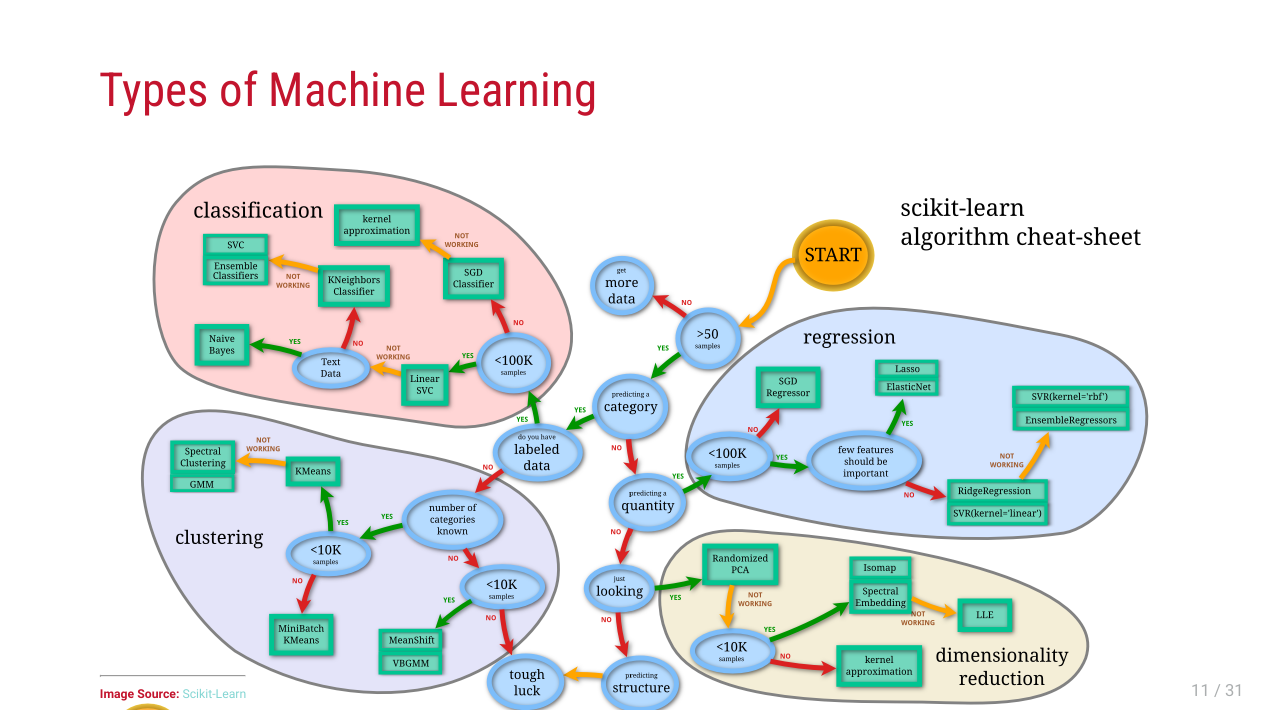 Types of Machine Learning
classification
kernel
approximation
NOT
WORKING
SVC
Ensemble
Classifiers
NOT
WORKING
KNeighbors
Classifier
SGD
Classifier
NO
Naive
Bayes
YES
Text
Data
NO
NOT
WORKING
Linear
SVC
YES
<100K
samples
YES
scikit-learn
algorithm cheat-sheet
START
get
more
data
NO
>50
samples
YES
predicting a
category
YES
NO
do you have
labeled
data
NO
predicting a
quantity
YES
NO
just
looking
YES
NO
predicting
structure
tough
luck
regression
SGD
Regressor
NO
<100K
samples
YES
Lasso
ElasticNet
YES
few features
should be
important
NO
SVR(kernel='rbf')
EnsembleRegressors
NOT
WORKING
RidgeRegression
SVR(kernel='linear')
clustering
Spectral
Clustering
GMM
NOT
WORKING
KMeans
YES
<10K
samples
NO
YES
number of
categories
known
NO
MiniBatch
KMeans
<10K
samples
YES
NO
MeanShift
VBGMM
Randomized
PCA
NOT
WORKING
<10K
samples
YES
NO
Isomap
Spectral
Embedding
NOT
WORKING
LLE
kernel
approximation
dimensionality
reduction
Image Source: Scikit-Learn
11 / 31